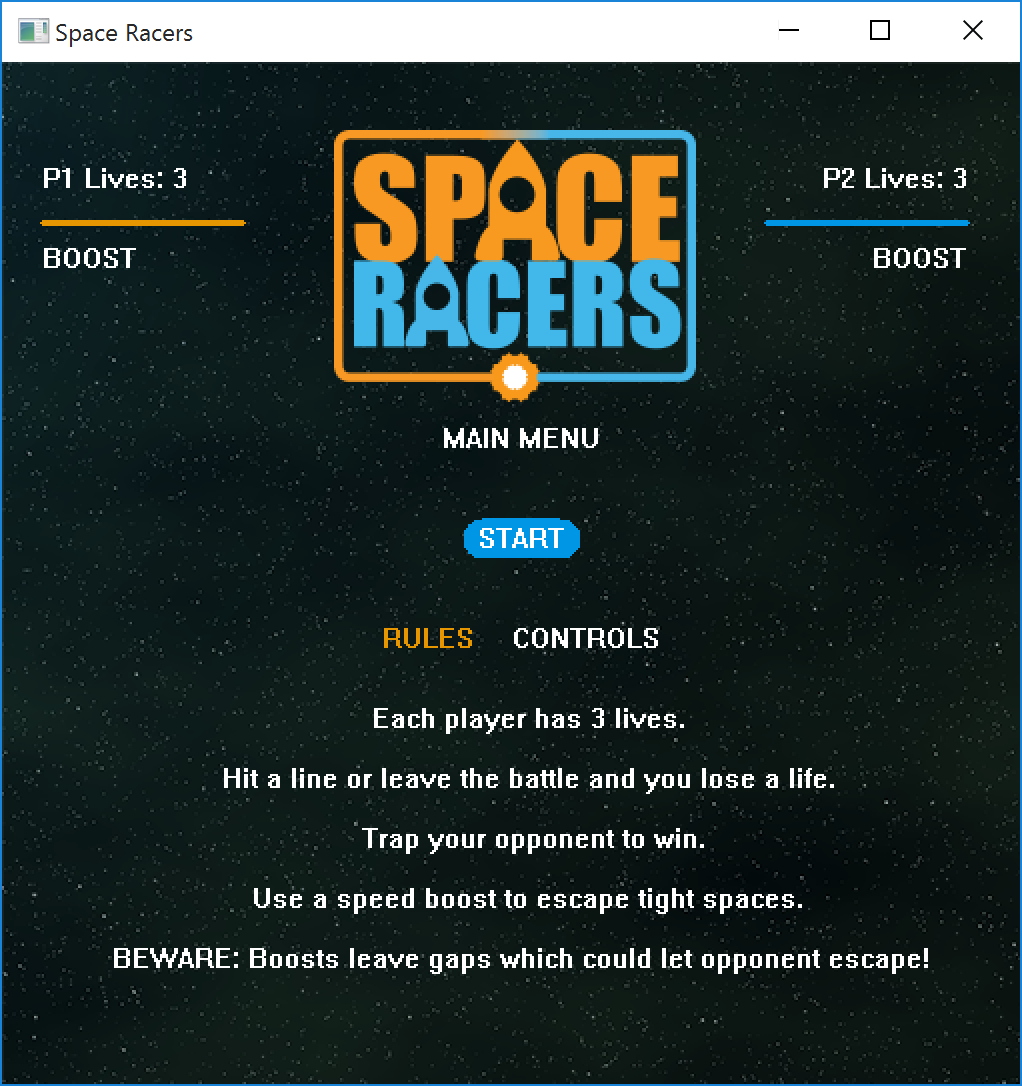 Space Racers
P1 Lives: 3
BOOST
SPACE
RACERS
P2 Lives: 3
BOOST
MAIN MENU
START
RULES CONTROLS
Each player has 3 lives.
Hit a line or leave the battle and you lose a life.
Trap your opponent to win.
Use a speed boost to escape tight spaces.
BEWARE: Boosts leave gaps which could let opponent escape!